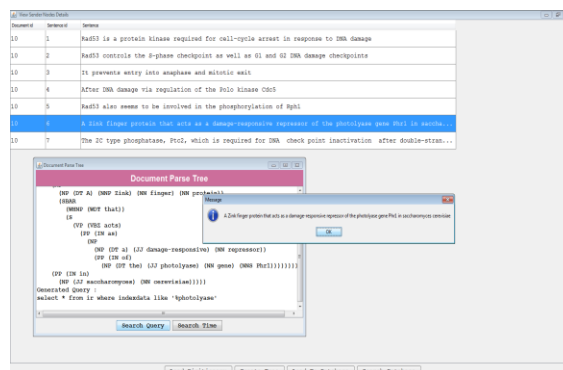 View Sender Node Details
Document id Sentence id Sentence
10 1 Rad53 is a protein kinase required for cell-cycle arrest in response to DNA damage
10 2 Rad53 controls the S-phase checkpoint as well as G1 and G2 DNA damage checkpoints
10 3 It prevents entry into anaphase and mitotic exit
10 4 After DNA damage via regulation of the Polo kinase Cdc5
10 5 Rad53 also seems to be involved in the phosphorylation of Rph1
10 6 A Zink finger protein that acts as a damage-responsive repressor of the photolyase gene Phr1 in saccha...
10 7 The 2C type phosphatase, Ptc2, which is required for DNA check point inactivation after double-stran...
Document Parse Tree
Document Parse Tree
(NP (DT A) (NNP Zink) (NN finger) (NN protein))
(SBAR
(WHNP (WDT that))
(S
(VP (VBZ acts)
(PP (IN as)
(NP
(NP (DT a) (JJ damage-responsive) (NN repressor))
(PP (IN of)
(NP (DT the) (JJ photolyase) (NN gene) (NNS Phr1))))))))
(PP (IN in)
(NP (JJ saccharomyces) (NN cerevisiae)))))
Generated Query :
select * from ir where indexdata like '%photolyase'
Search Query Search Time
Message
A Zink finger protein that acts as a damage responsive repressor of the photolyase gene Phr1 in saccharomyces cerevisiae
OK